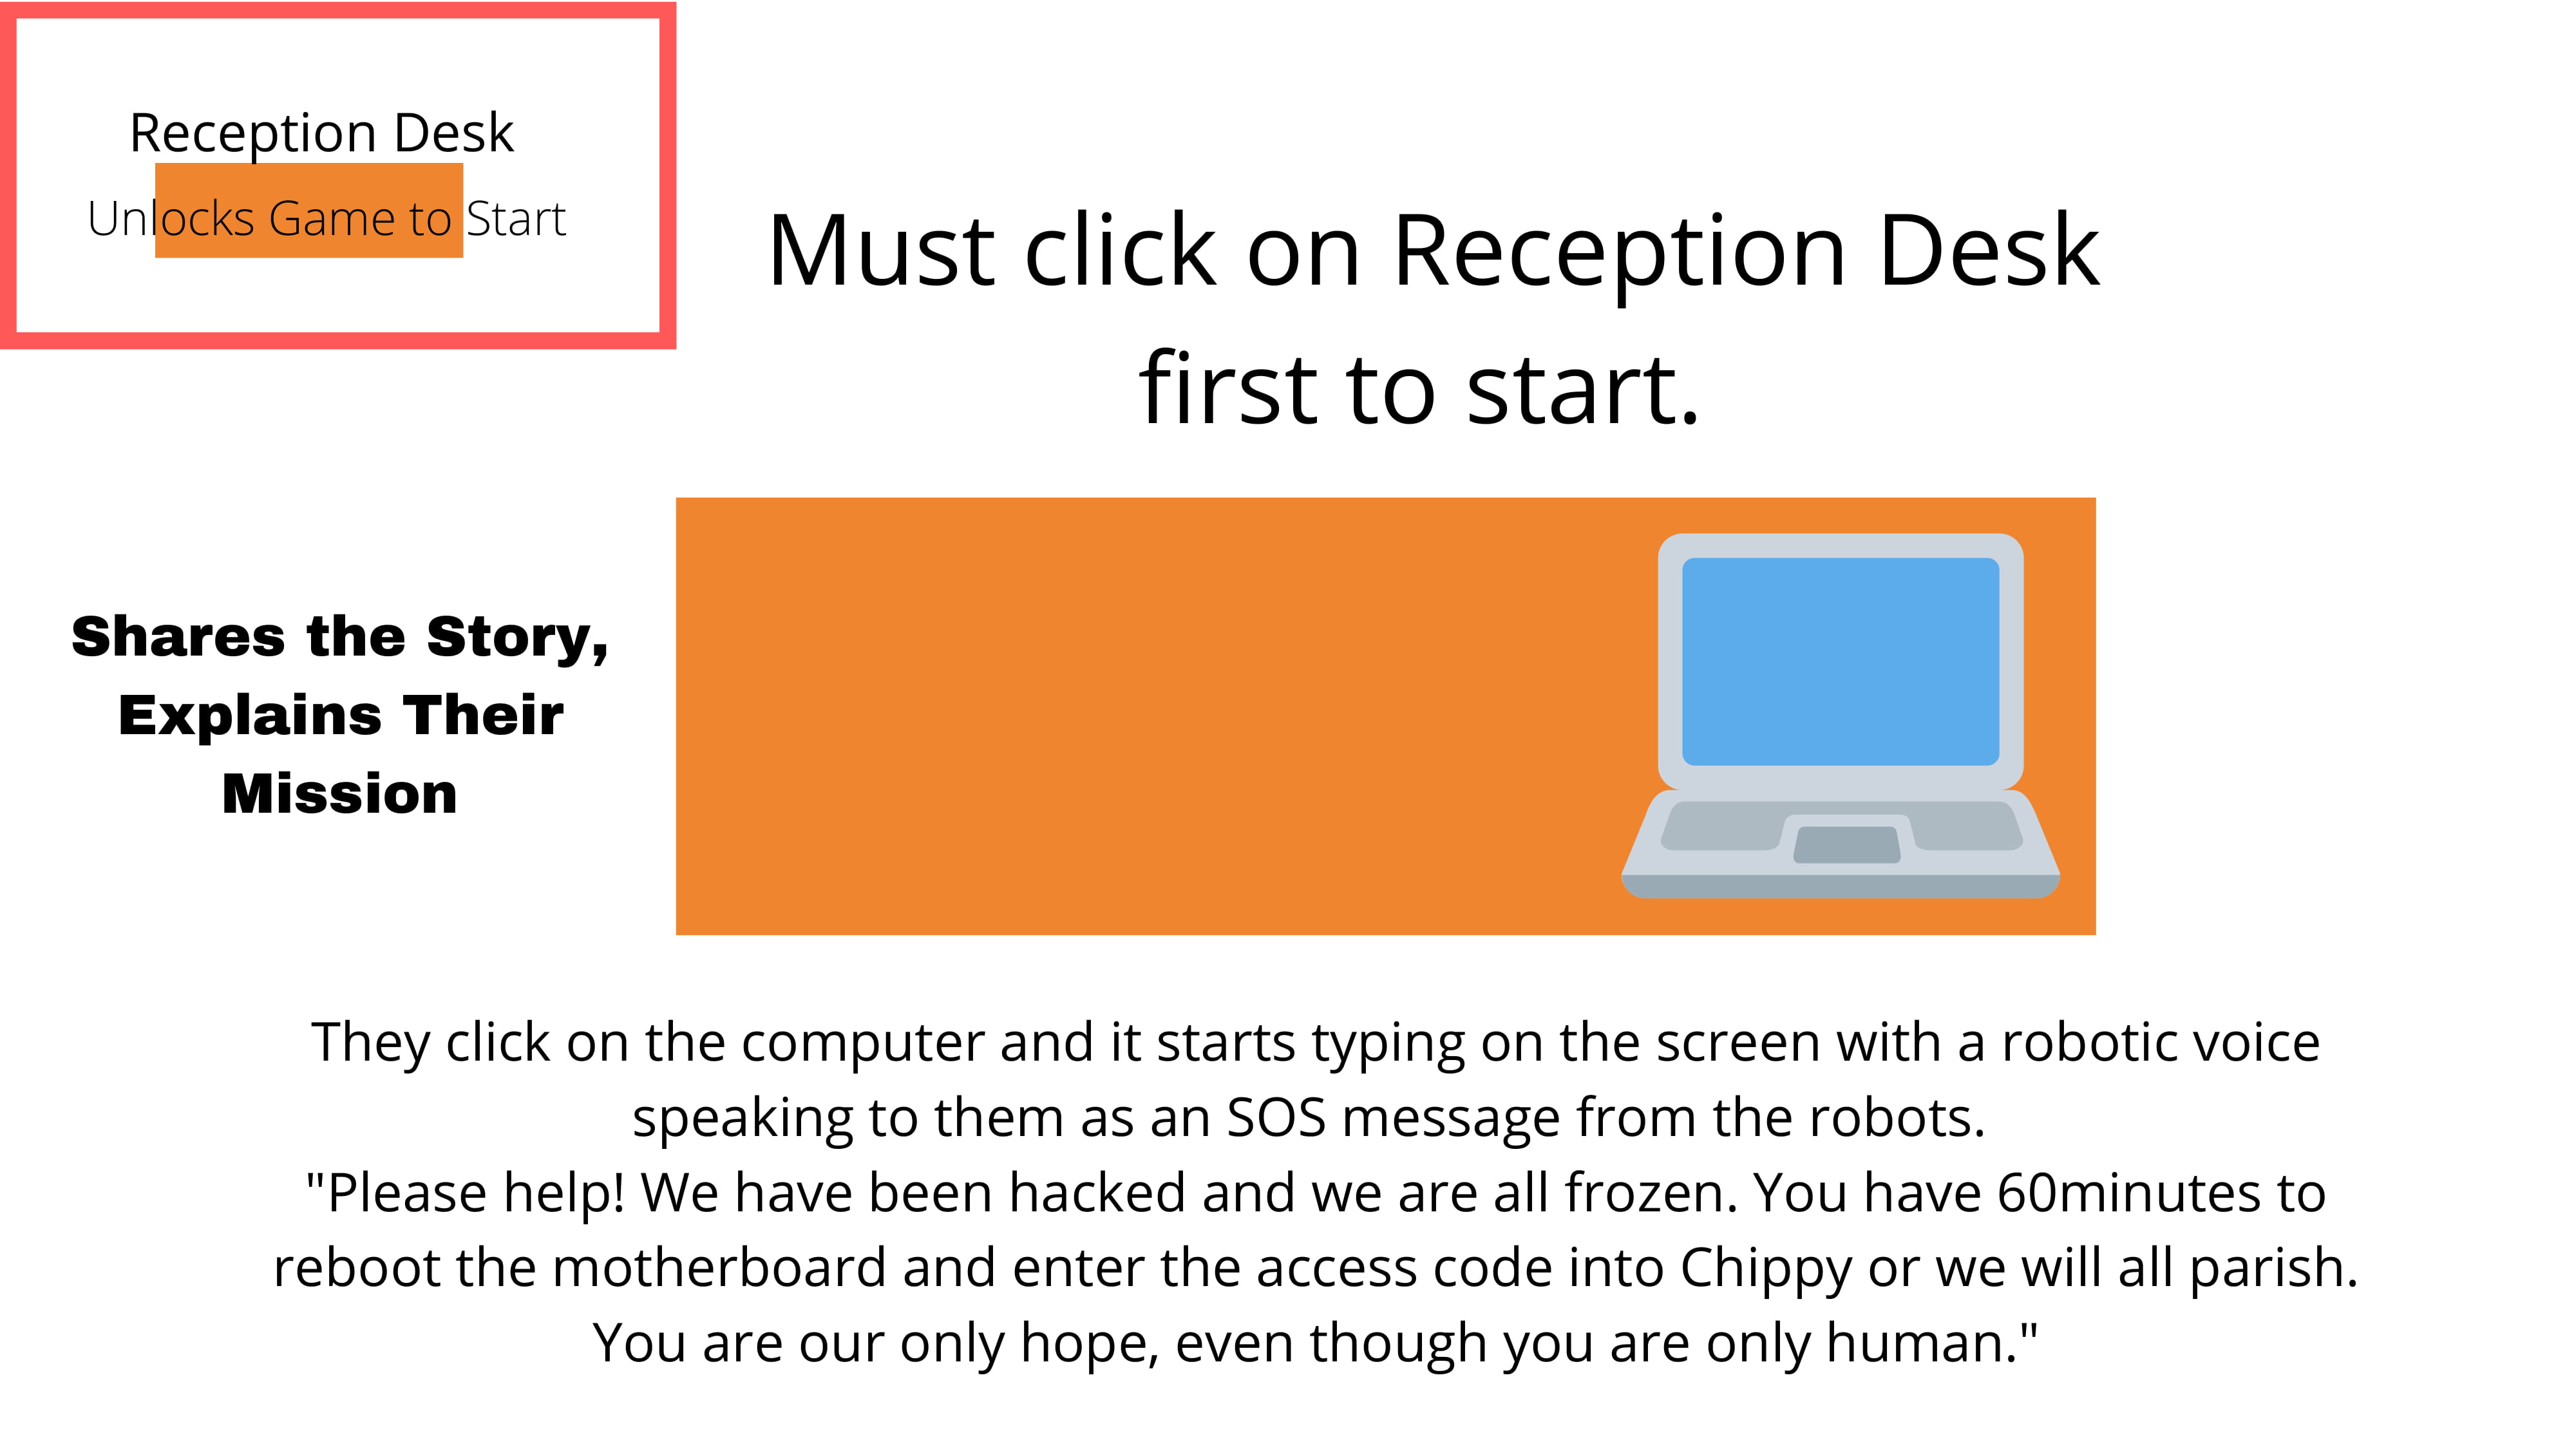 Reception Desk
Unlocks Game to Start
Must click on Reception Desk
first to start.
Shares the Story,
Explains Their
Mission
They click on the computer and it starts typing on the screen with a robotic voice
speaking to them as an SOS message from the robots.
"Please help! We have been hacked and we are all frozen. You have 60minutes to
reboot the motherboard and enter the access code into Chippy or we will all parish.
You are our only hope, even though you are only human."